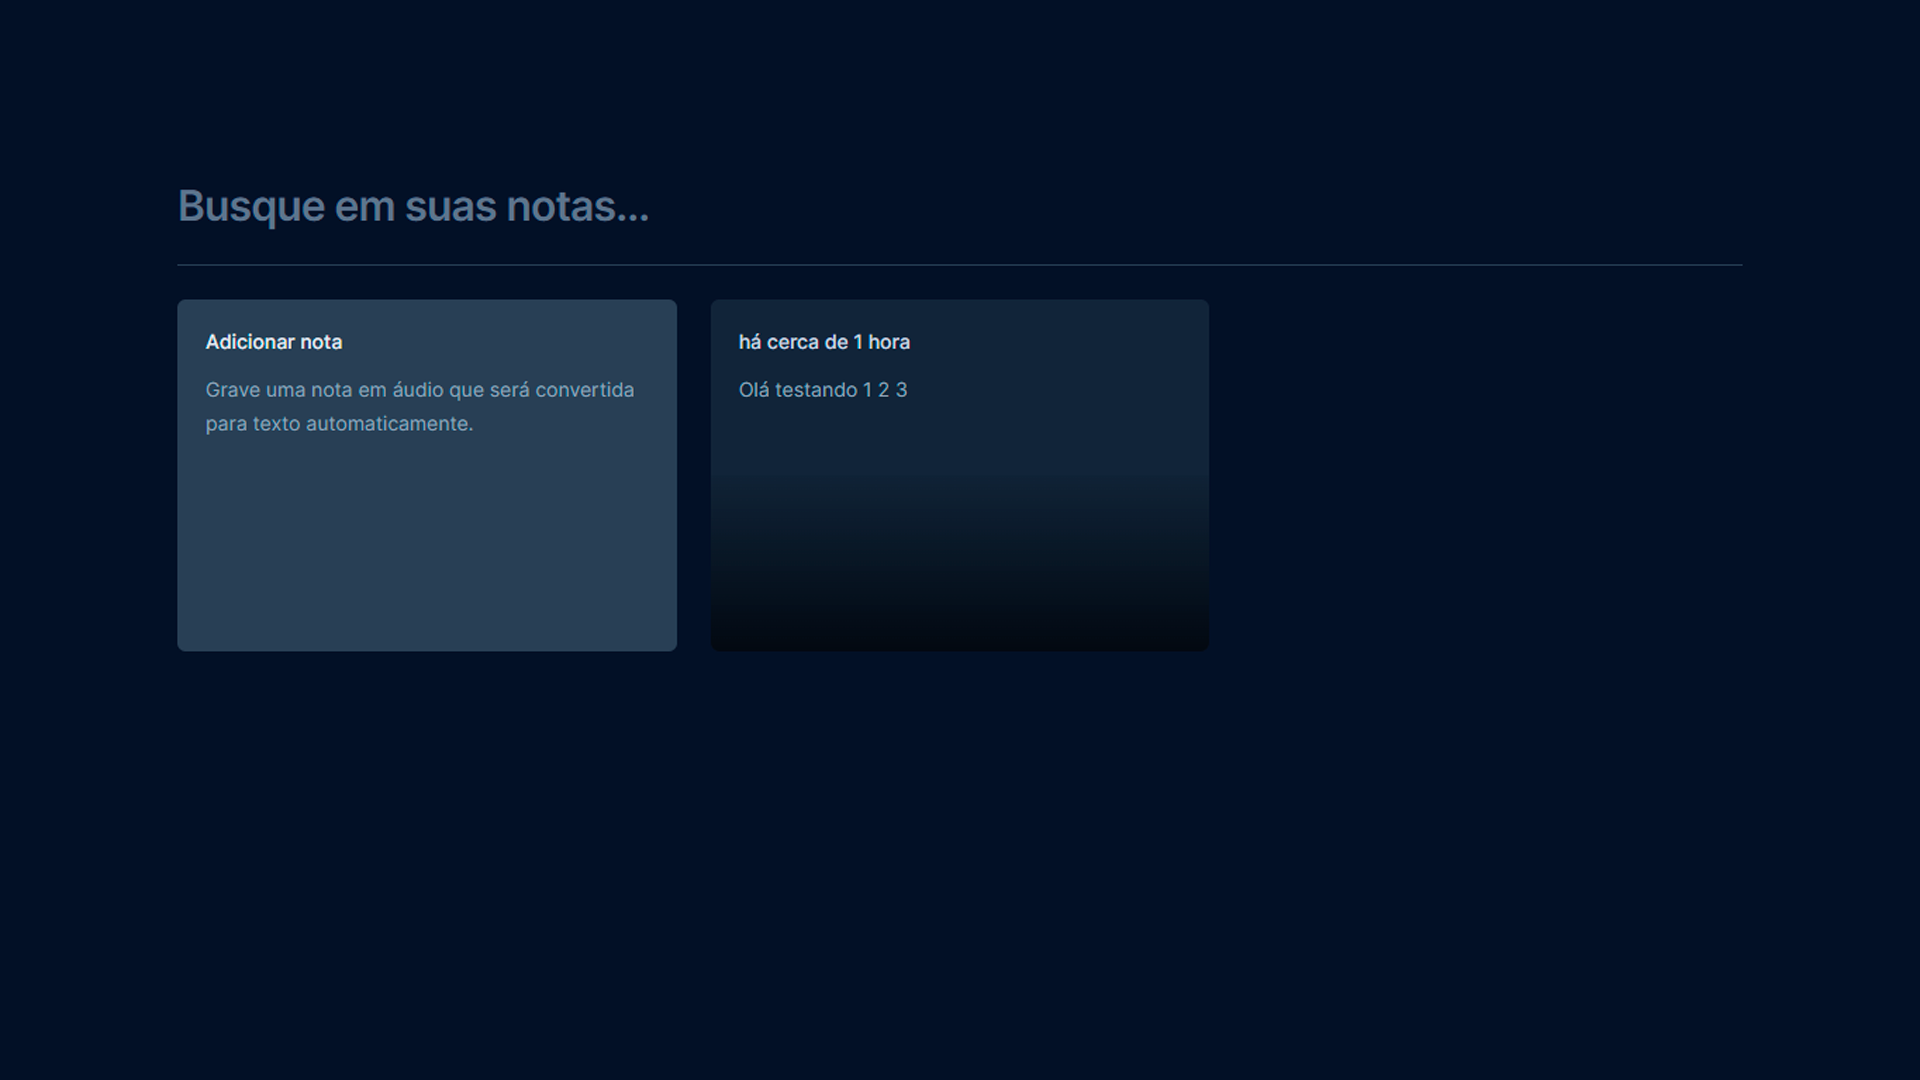 Busque em suas notas...
Adicionar nota
Grave uma nota em áudio que será convertida
para texto automaticamente.
há cerca de 1 hora
Olá testando 1 2 3